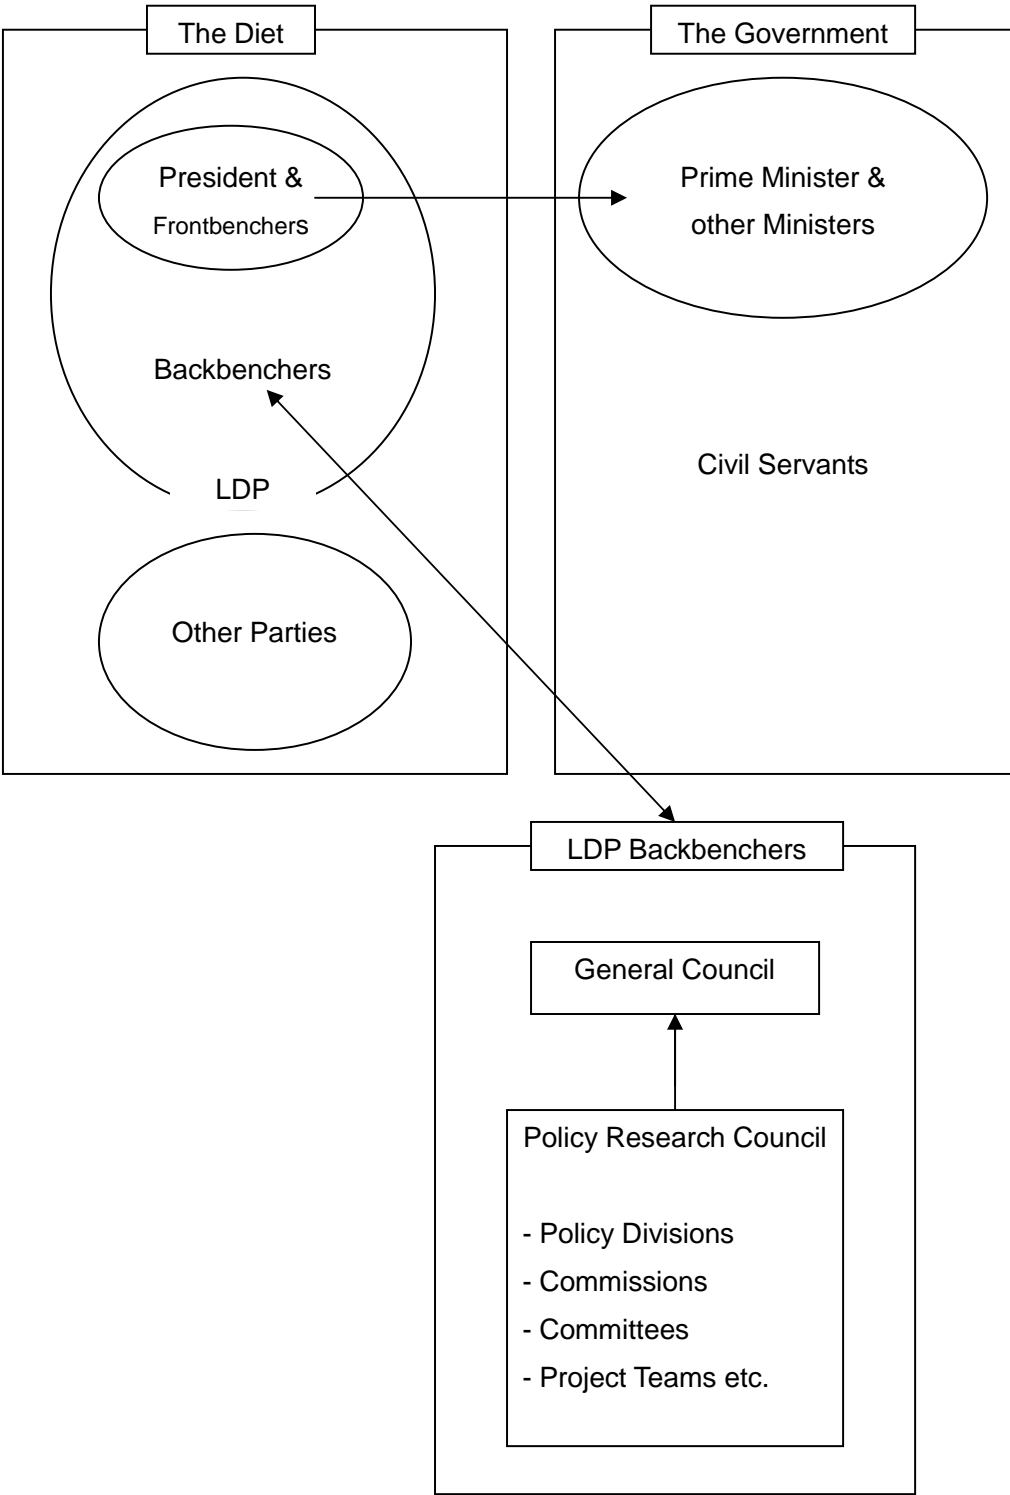 The Diet
President &
Frontbenchers
Backbenchers
LDP
Other Parties
The Government
Prime Minister &
other Ministers
Civil Servants
LDP Backbenchers
General Council
Policy Research Council
- Policy Divisions
- Commissions
- Committees
- Project Teams etc.